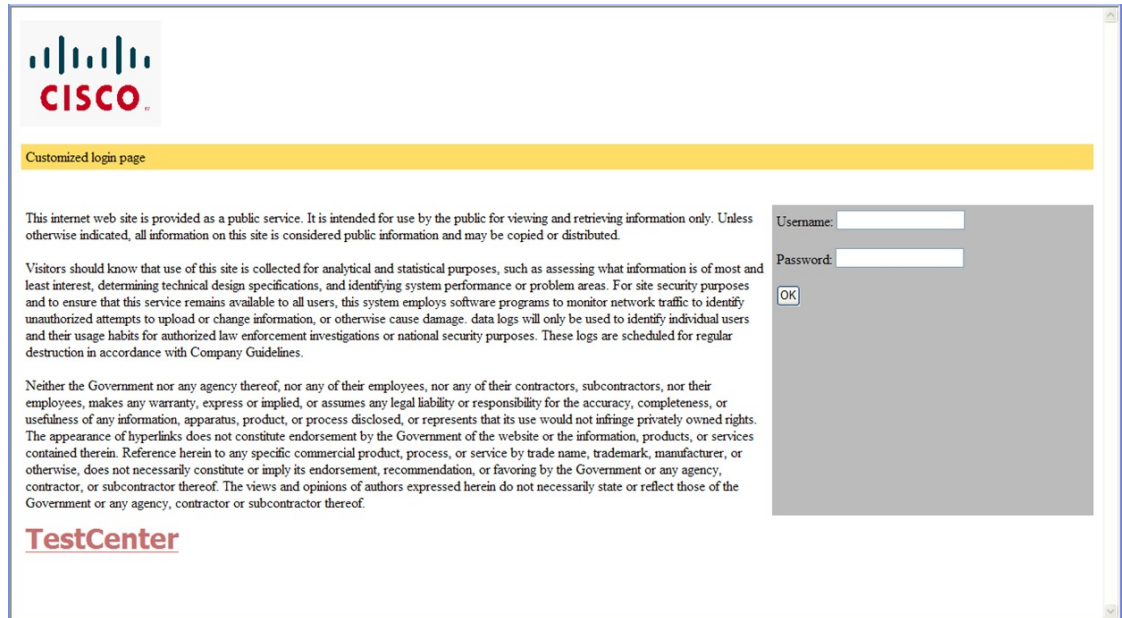 CISCO
Customized login page
This internet web site is provided as a public service. It is intended for use by the public for viewing and retrieving information only. Unless
otherwise indicated, all information on this site is considered public information and may be copied or distributed.
Visitors should know that use of this site is collected for analytical and statistical purposes, such as assessing what information is of most and
least interest, determining technical design specifications, and identifying system performance or problem areas. For site security purposes
and to ensure that this service remains available to all users, this system employs software programs to monitor network traffic to identify
unauthorized attempts to upload or change information, or otherwise cause damage. data logs will only be used to identify individual users
and their usage habits for authorized law enforcement investigations or national security purposes. These logs are scheduled for regular
destruction in accordance with Company Guidelines.
Neither the Government nor any agency thereof, nor any of their employees, nor any of their contractors, subcontractors, nor their
employees, makes any warranty, express or implied, or assumes any legal liability or responsibility for the accuracy, completeness, or
usefulness of any information, apparatus, product, or process disclosed, or represents that its use would not infringe privately owned rights.
The appearance of hyperlinks does not constitute endorsement by the Government of the website or the information, products, or services
contained therein. Reference herein to any specific commercial product, process, or service by trade name, trademark, manufacturer, or
otherwise, does not necessarily constitute or imply its endorsement, recommendation, or favoring by the Government or any agency,
contractor, or subcontractor thereof. The views and opinions of authors expressed herein do not necessarily state or reflect those of the
Government or any agency, contractor or subcontractor thereof.
TestCenter
Username:
Password:
OK